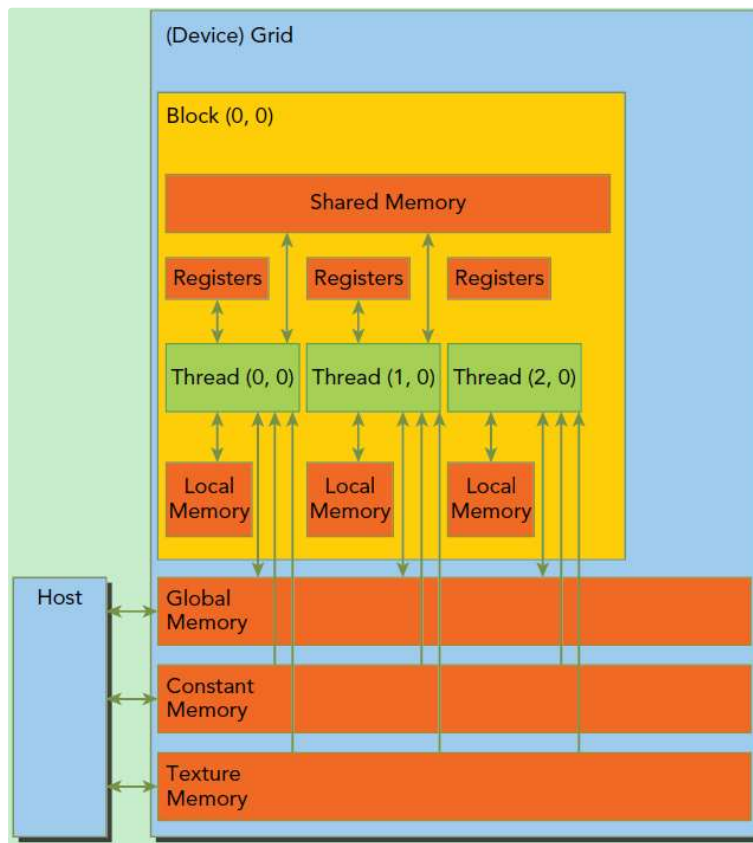 (Device) Grid
Block (0, 0)
Shared Memory
Registers
Registers
Registers
Thread (0, 0)
Thread (1, 0)
Thread (2, 0)
Local
Memory
Local
Memory
Local
Memory
Host
Global
Memory
Constant
Memory
Texture
Memory